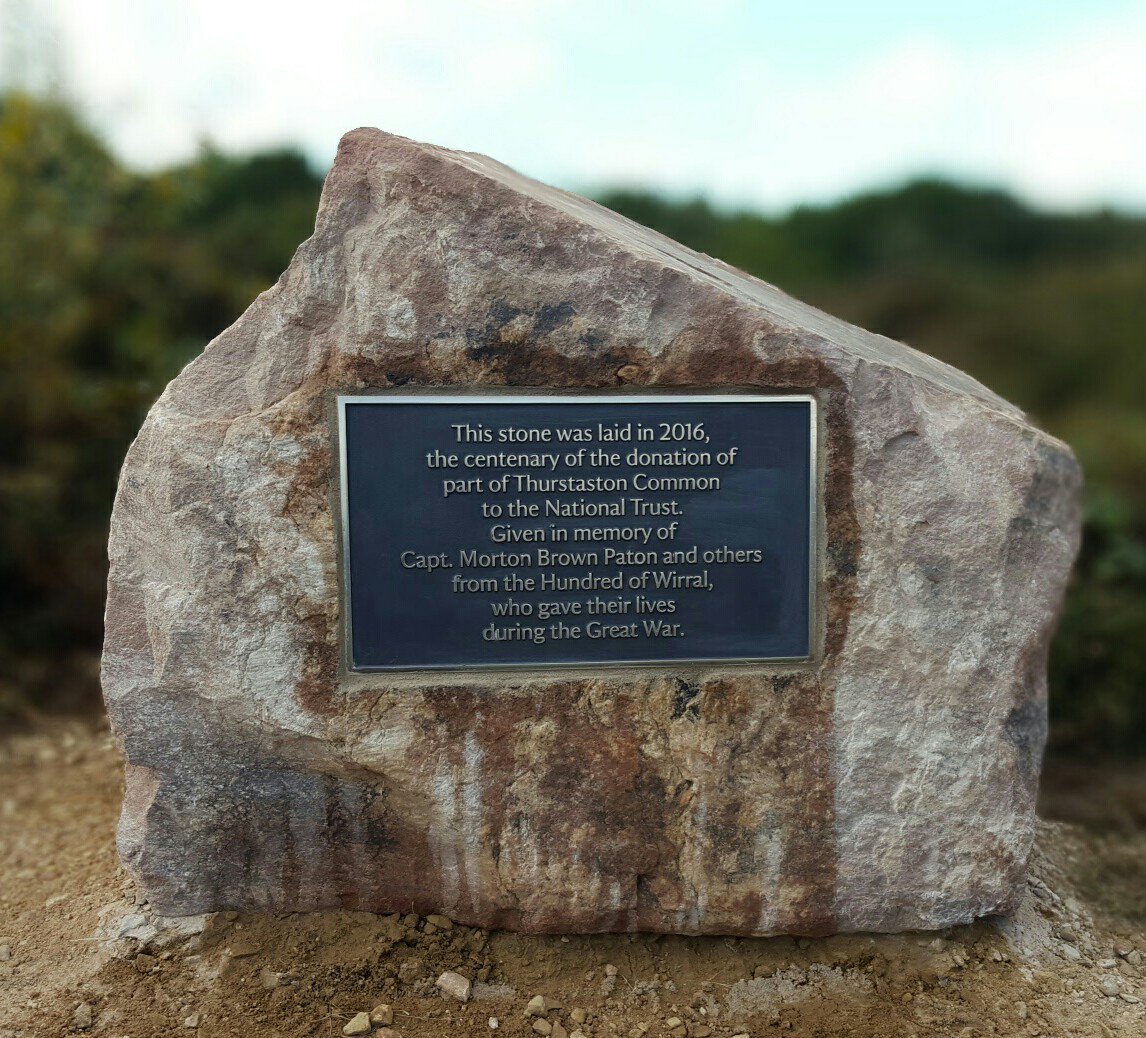 This stone was laid in 2016,
the centenary of the donation of
part of Thurstaston Common
to the National Trust.
Given in memory of
Capt. Morton Brown Paton and others
from the Hundred of Wirral,
who gave their lives
during the Great War.